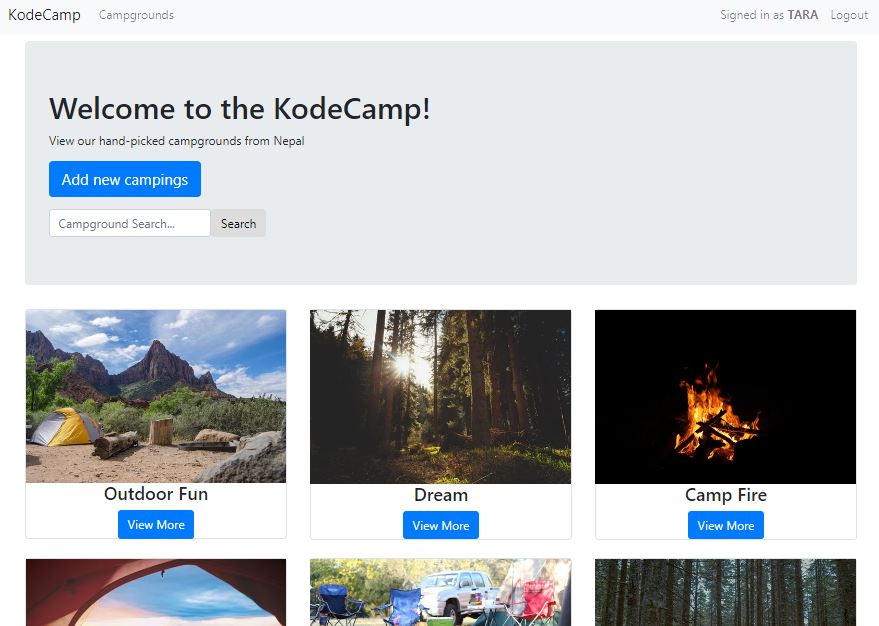 KodeCamp Campgrounds Signed in as TARA Logout
Welcome to the KodeCamp!
View our hand-picked campgrounds from Nepal
Add new campings
Campground Search... Search
Outdoor Fun
View More
Dream
View More
Camp Fire
View More